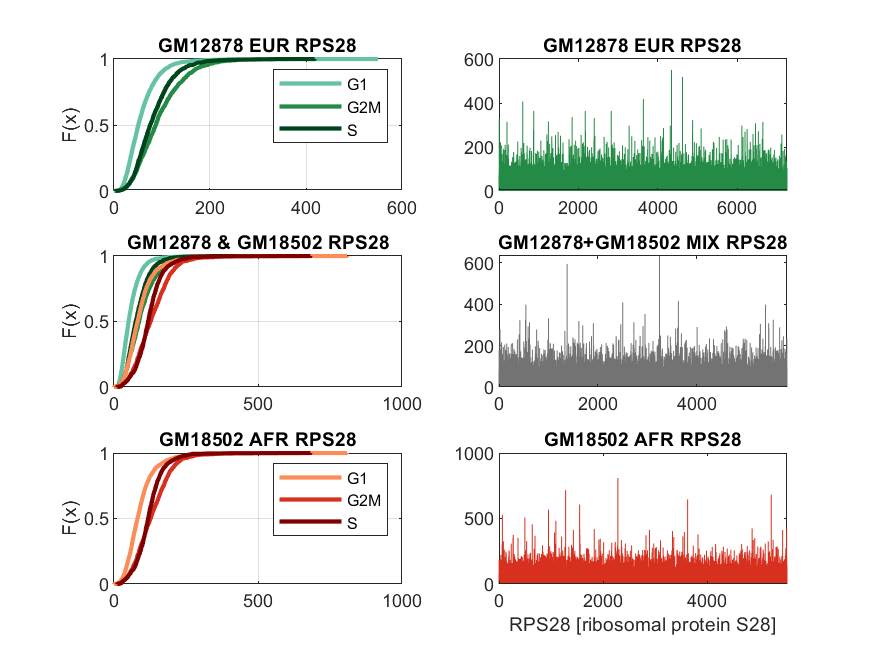 GM12878 EUR RPS28
F(x)
1
0.5
0
0 200 400 600
G1
G2M
S
GM12878 EUR RPS28
600
400
200
0
0 2000 4000 6000
GM12878 & GM18502 RPS28
F(x)
1
0.5
0
0 500 1000
GM12878+GM18502 MIX RPS28
600
400
200
0
0 2000 4000
GM18502 AFR RPS28
F(x)
1
0.5
0
0 500 1000
G1
G2M
S
GM18502 AFR RPS28
1000
500
0
0 2000 4000
RPS28 [ribosomal protein S28]